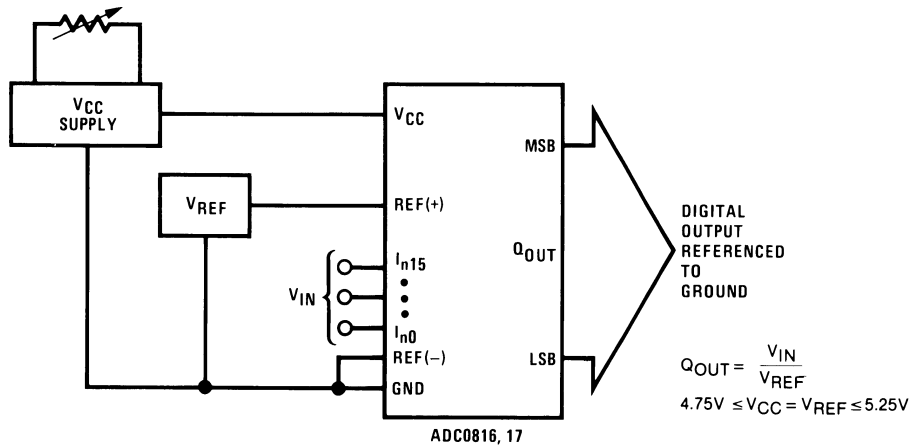 VCC
SUPPLY
VCC
MSB
VREF
REF(+)
DIGITAL
OUTPUT
REFERENCED
TO
GROUND
QOUT
In15
VIN
In0
REF(−)
LSB
GND
QOUT = VIN
VREF
4.75V ≤ VCC = VREF ≤ 5.25V
ADC0816, 17